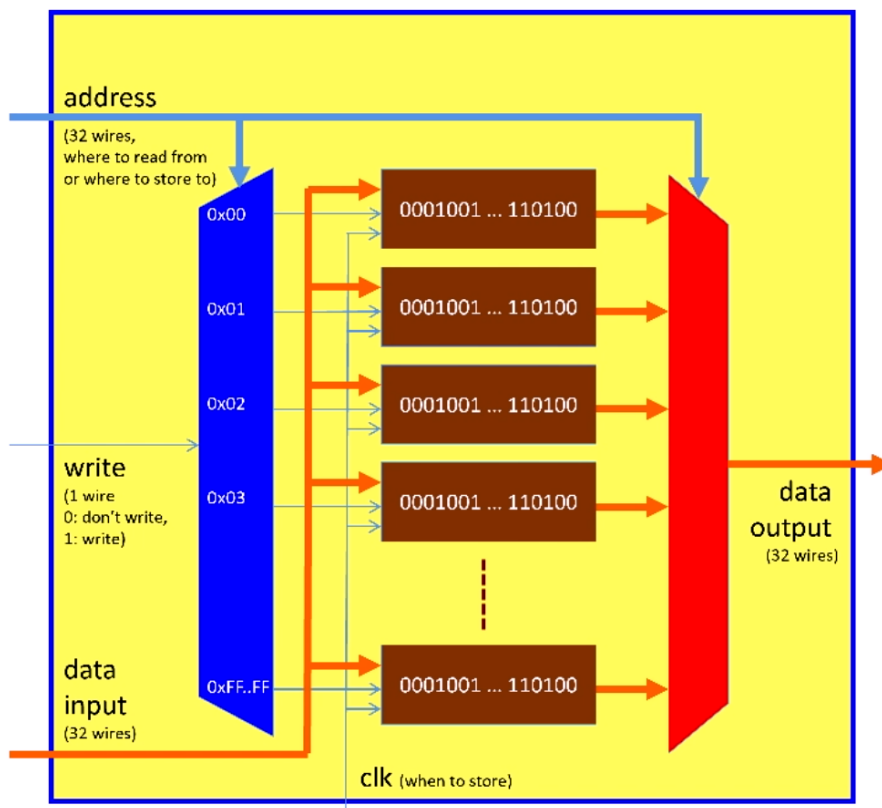 address
(32 wires,
where to read from
or where to store to)
0x00
0001001 ... 110100
0x01
0001001 ... 110100
0x02
0001001 ... 110100
write
(1 wire
0: don't write,
1: write)
0x03
0001001 ... 110100
data
output
(32 wires)
data
input
(32 wires)
0xFF..FF
0001001 ... 110100
clk (when to store)